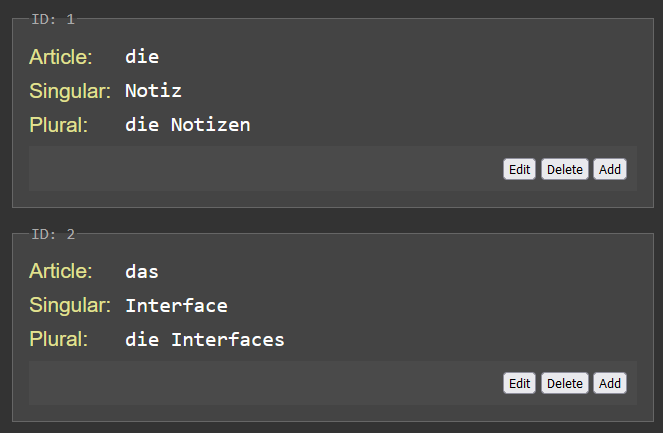 ID: 1
Article: die
Singular: Notiz
Plural: die Notizen
Edit Delete Add
ID: 2
Article: das
Singular: Interface
Plural: die Interfaces
Edit Delete Add